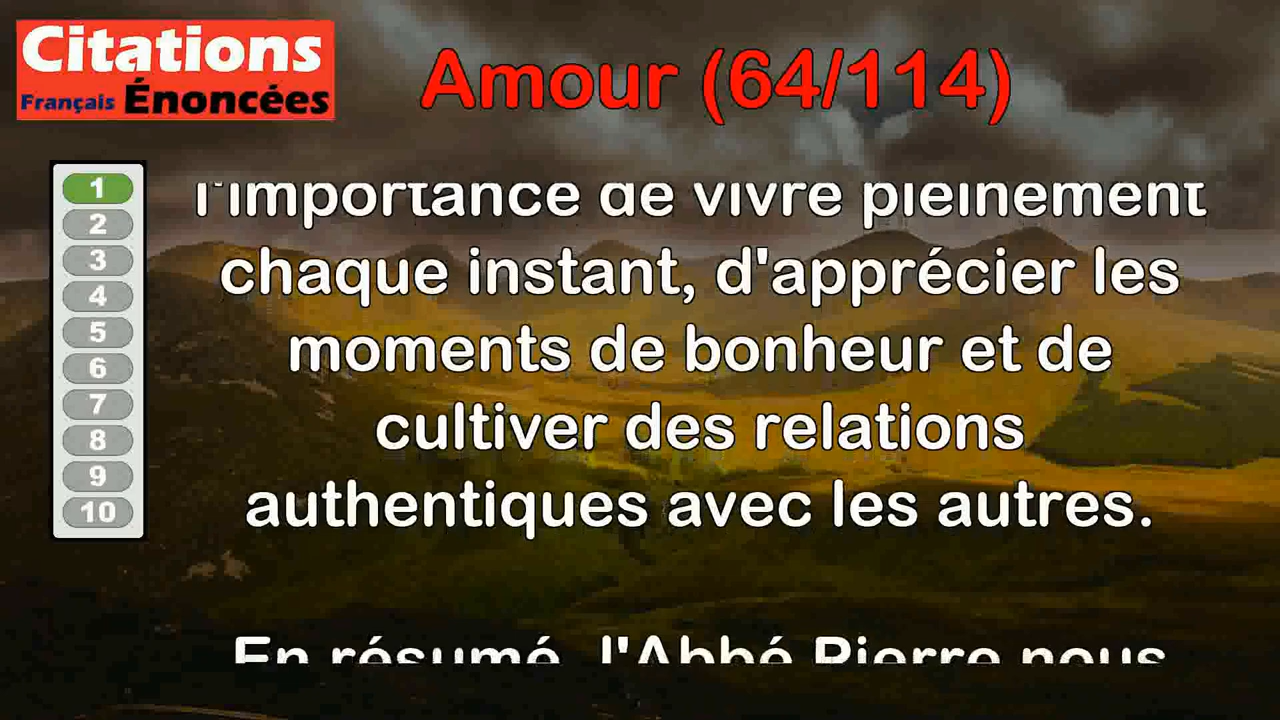 Citations
Français Énoncées
Amour (64/114)
1
2
3
4
5
6
7
8
9
10
l'importance de vivre pleinement
chaque instant, d'apprécier les
moments de bonheur et de
cultiver des relations
authentiques avec les autres.
En résumé, l'Abbé Pierre nous